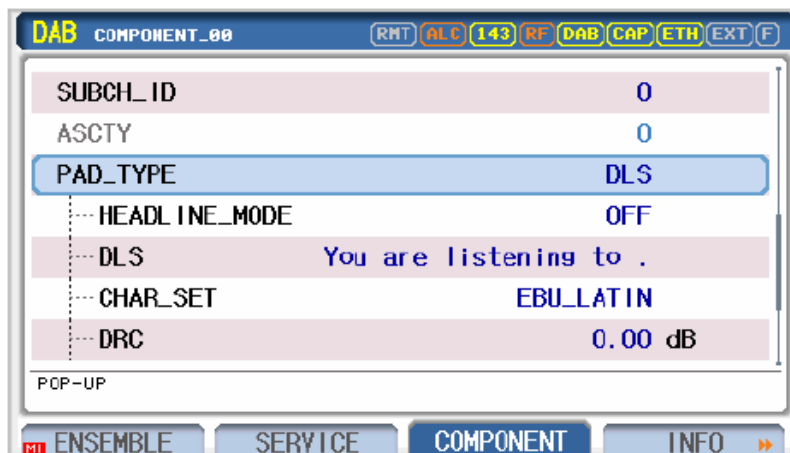 DAB COMPONENT_00 RMT ALC 143 RF DAB CAP ETH EXT F
SUBCH_ID 0
ASCTY 0
PAD_TYPE DLS
HEADLINE_MODE OFF
DLS You are listening to .
CHAR_SET EBU_LATIN
DRC 0.00 dB
POP-UP
M1 ENSEMBLE SERVICE COMPONENT INFO